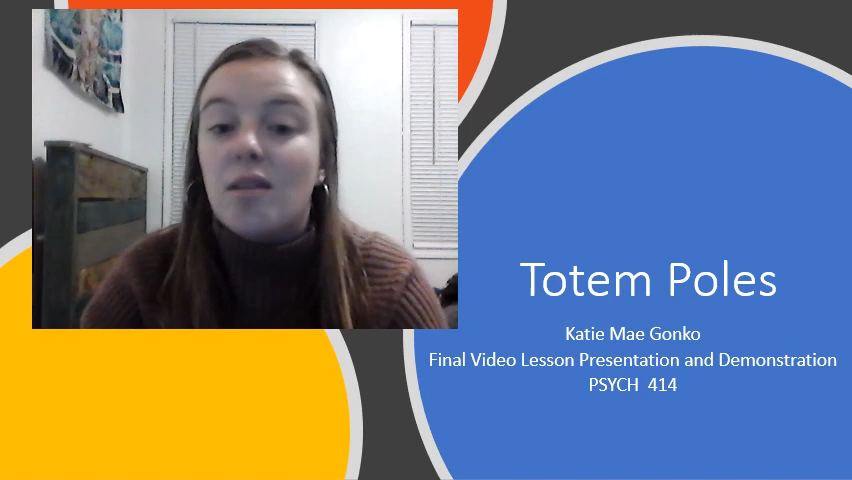 Totem Poles
Katie Mae Gonko
Final Video Lesson Presentation and Demonstration
PSYCH 414